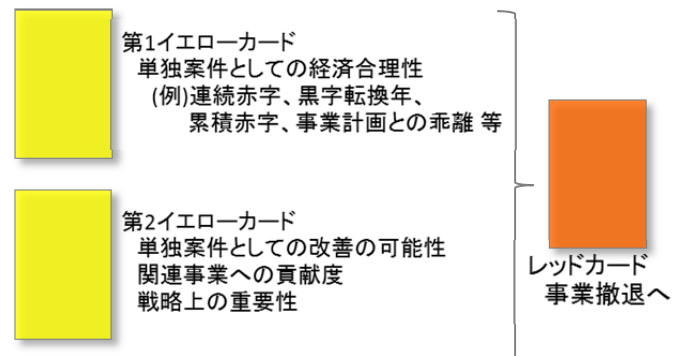 第1イエローカード
単独案件としての経済合理性
(例)連続赤字、黒字転換年、
累積赤字、事業計画との乖離 等
第2イエローカード
単独案件としての改善の可能性
関連事業への貢献度
戦略上の重要性
レッドカード
事業撤退へ